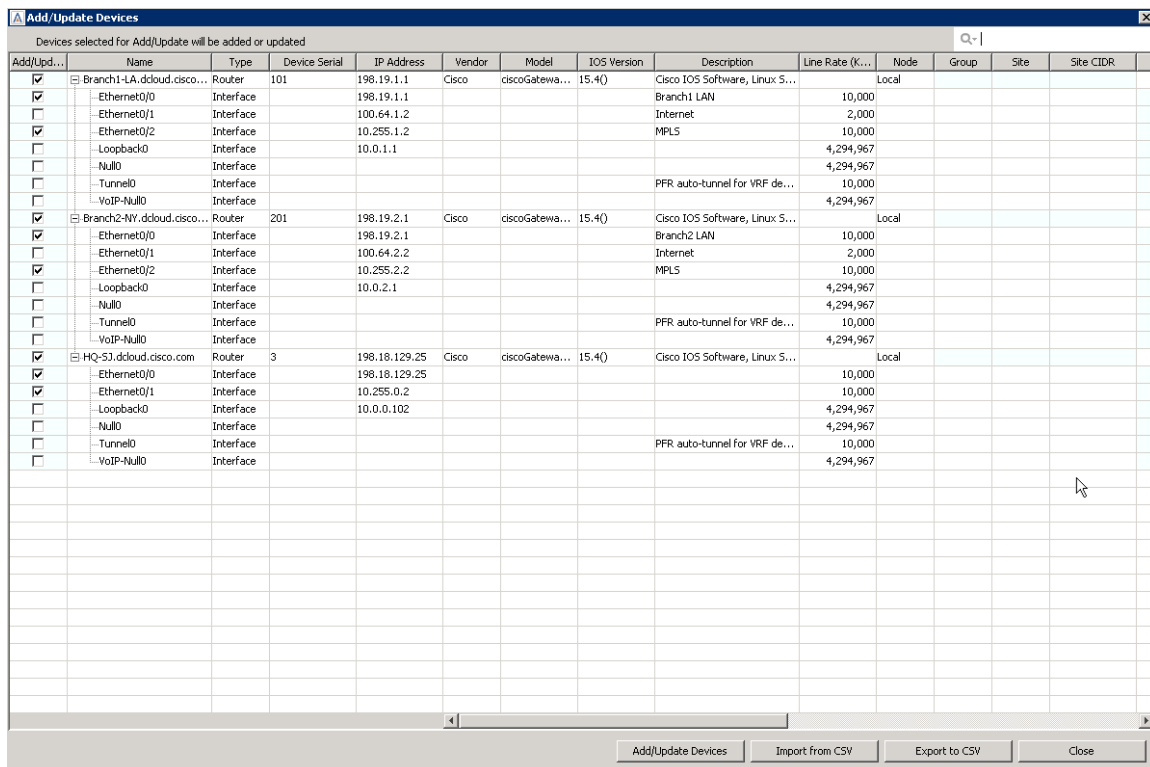 Add/Update Devices
Devices selected for Add/Update will be added or updated
Add/Upd... Name Type Device Serial IP Address Vendor Model IOS Version Description Line Rate (K... Node Group Site Site CIDR
Branch1-LA.dcloud.cisco... Router 101 198.19.1.1 Cisco ciscoGatewa... 15.4() Cisco IOS Software, Linux S... Local
Ethernet0/0 Interface 198.19.1.1 Branch1 LAN 10,000
Ethernet0/1 Interface 100.64.1.2 Internet 2,000
Ethernet0/2 Interface 10.255.1.2 MPLS 10,000
Loopback0 Interface 10.0.1.1 4,294,967
Null0 Interface 4,294,967
Tunnel0 Interface PFR auto-tunnel for VRF de... 10,000
VoIP-Null0 Interface 4,294,967
Branch2-NY.dcloud.cisco... Router 201 198.19.2.1 Cisco ciscoGatewa... 15.4() Cisco IOS Software, Linux S... Local
Ethernet0/0 Interface 198.19.2.1 Branch2 LAN 10,000
Ethernet0/1 Interface 100.64.2.2 Internet 2,000
Ethernet0/2 Interface 10.255.2.2 MPLS 10,000
Loopback0 Interface 10.0.2.1 4,294,967
Null0 Interface 4,294,967
Tunnel0 Interface PFR auto-tunnel for VRF de... 10,000
VoIP-Null0 Interface 4,294,967
HQ-SJ.dcloud.cisco.com Router 3 198.18.129.25 Cisco ciscoGatewa... 15.4() Cisco IOS Software, Linux S... Local
Ethernet0/0 Interface 198.18.129.25 10,000
Ethernet0/1 Interface 10.255.0.2 10,000
Loopback0 Interface 10.0.0.102 4,294,967
Null0 Interface 4,294,967
Tunnel0 Interface PFR auto-tunnel for VRF de... 10,000
VoIP-Null0 Interface 4,294,967
Add/Update Devices Import from CSV Export to CSV Close